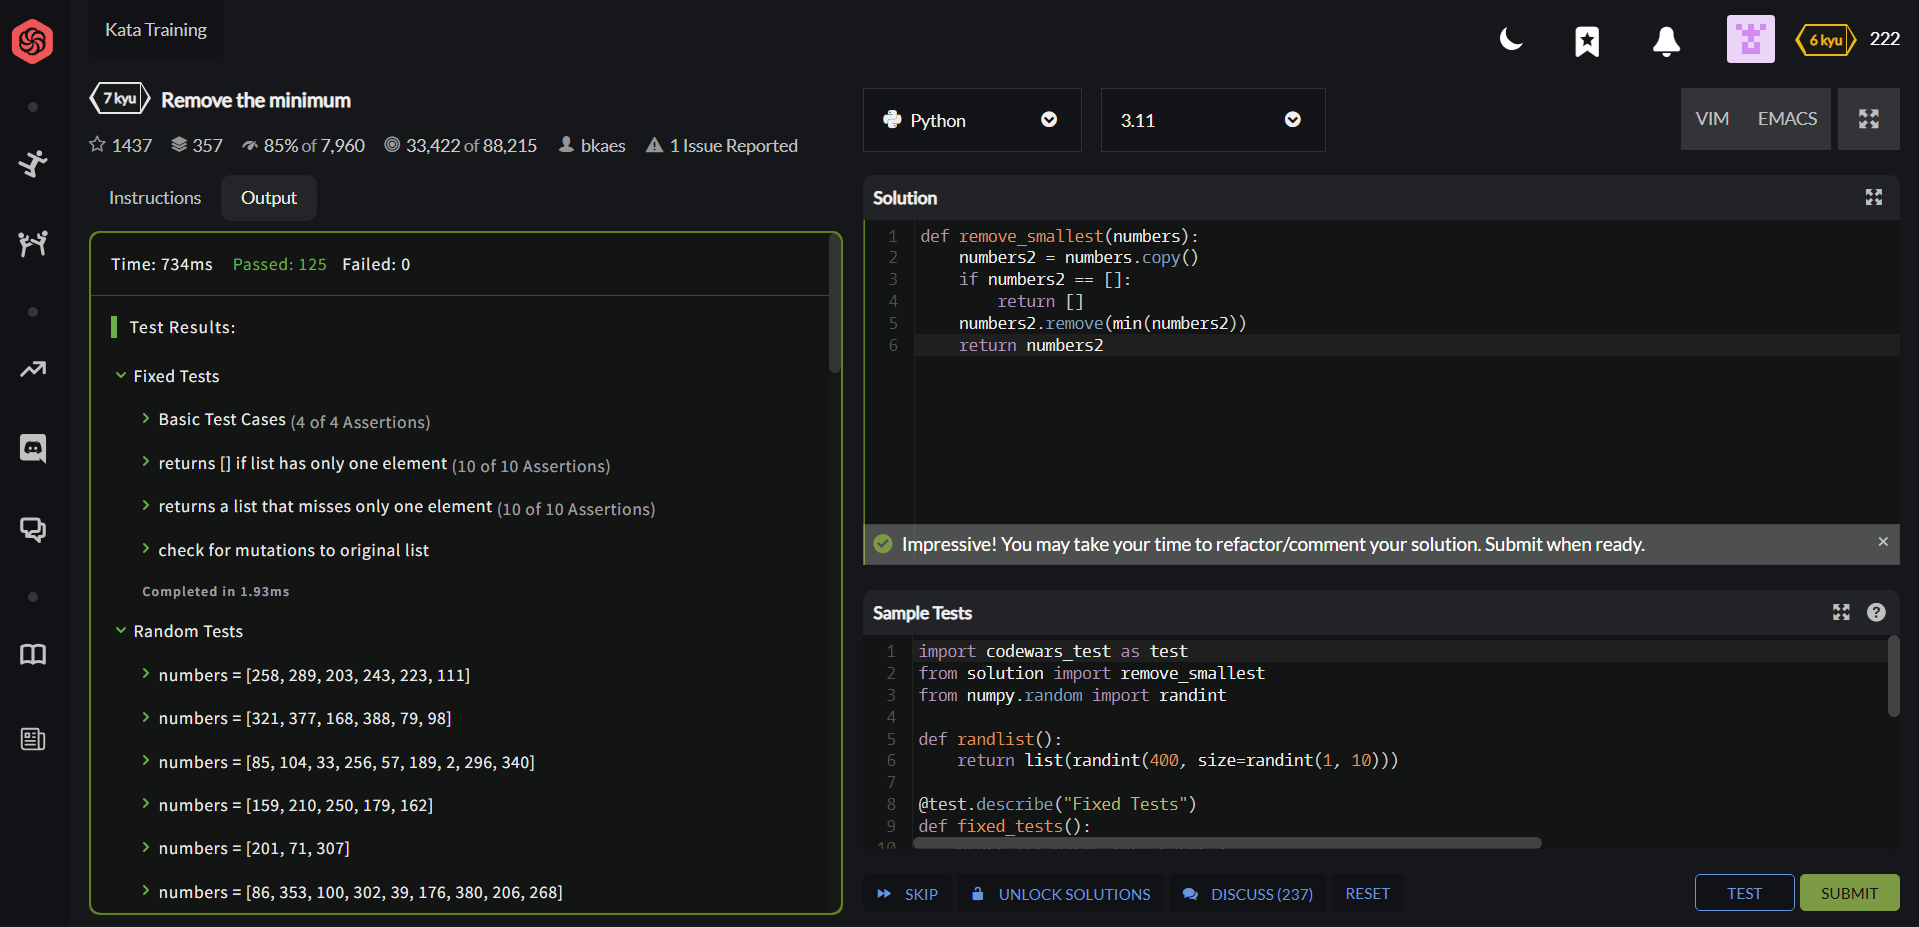 Kata Training
6 kyu 222
7 kyu Remove the minimum
1437 357 85% of 7,960 33,422 of 88,215 bkaes 1 Issue Reported
Instructions Output
Time: 734ms Passed: 125 Failed: 0
Test Results:
Fixed Tests
Basic Test Cases (4 of 4 Assertions)
returns [] if list has only one element (10 of 10 Assertions)
returns a list that misses only one element (10 of 10 Assertions)
check for mutations to original list
Completed in 1.93ms
Random Tests
numbers = [258, 289, 203, 243, 223, 111]
numbers = [321, 377, 168, 388, 79, 98]
numbers = [85, 104, 33, 256, 57, 189, 2, 296, 340]
numbers = [159, 210, 250, 179, 162]
numbers = [201, 71, 307]
numbers = [86, 353, 100, 302, 39, 176, 380, 206, 268]
Python 3.11 VIM EMACS
Solution
1 def remove_smallest(numbers):
2 numbers2 = numbers.copy()
3 if numbers2 == []:
4 return []
5 numbers2.remove(min(numbers2))
6 return numbers2
Impressive! You may take your time to refactor/comment your solution. Submit when ready.
Sample Tests
1 import codewars_test as test
2 from solution import remove_smallest
3 from numpy.random import randint
4
5 def randlist():
6 return list(randint(400, size=randint(1, 10)))
7
8 @test.describe("Fixed Tests")
9 def fixed_tests():
10
SKIP UNLOCK SOLUTIONS DISCUSS (237) RESET TEST SUBMIT